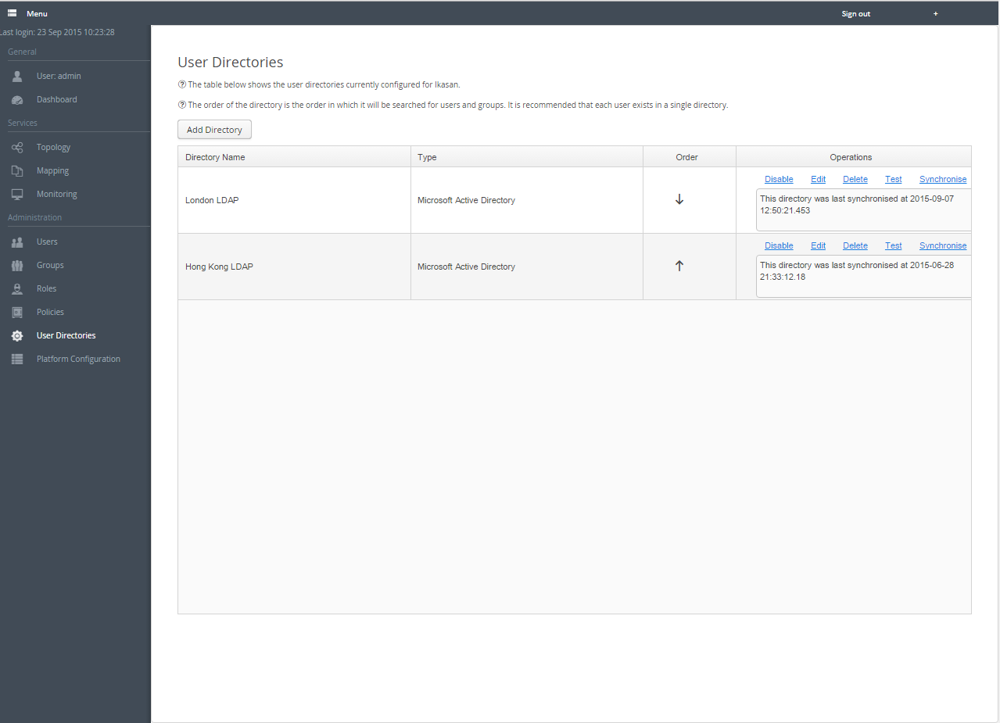 Menu
Sign out
+
Last login: 23 Sep 2015 10:23:28
General
User: admin
Dashboard
Services
Topology
Mapping
Monitoring
Administration
Users
Groups
Roles
Policies
User Directories
Platform Configuration
User Directories
The table below shows the user directories currently configured for Ikasan.
The order of the directory is the order in which it will be searched for users and groups. It is recommended that each user exists in a single directory.
Add Directory
Directory Name Type Order Operations
London LDAP Microsoft Active Directory
Disable Edit Delete Test Synchronise
This directory was last synchronised at 2015-09-07
12:50:21.453
Hong Kong LDAP Microsoft Active Directory
Disable Edit Delete Test Synchronise
This directory was last synchronised at 2015-06-28
21:33:12.18